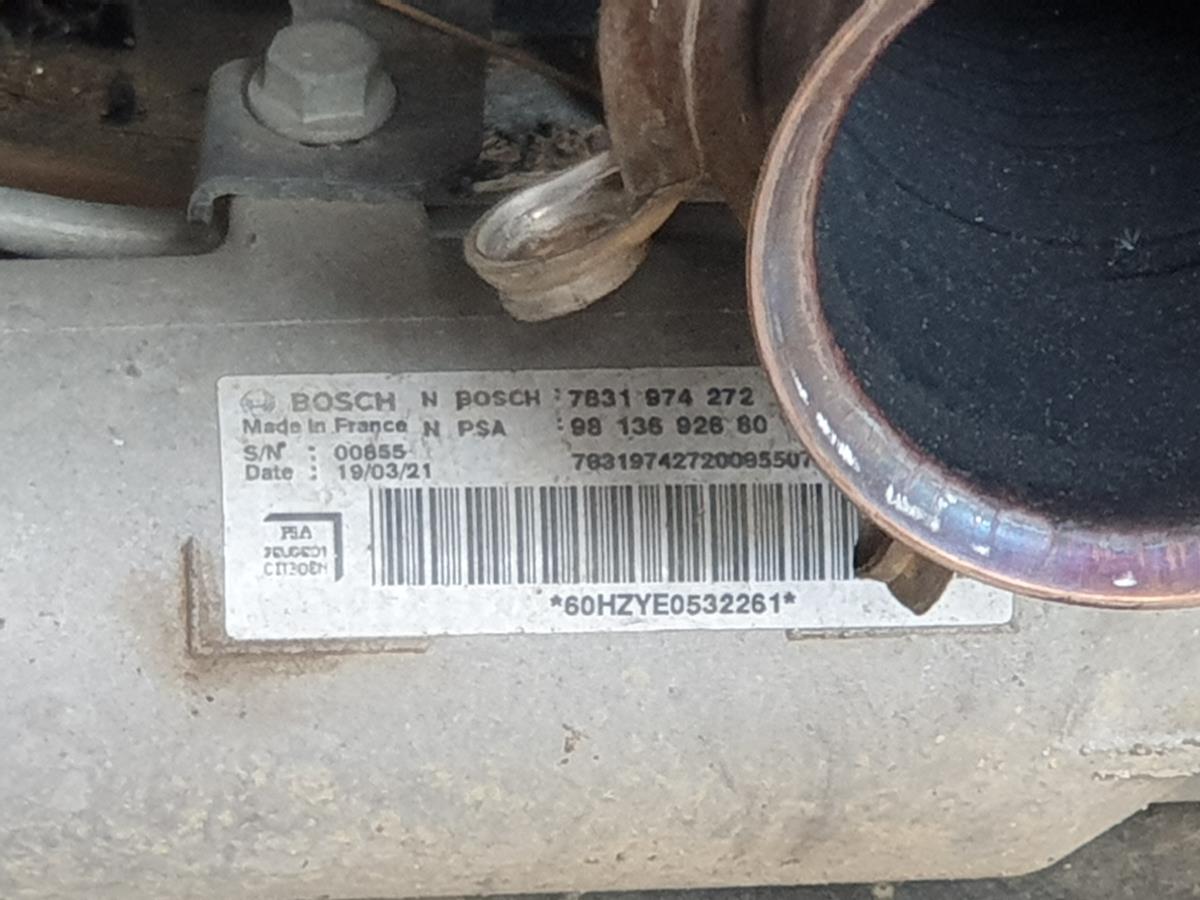 BOSCH N BOSCH : 7831 974 272
Made in France N PSA : 98 136 926 80
S/N° : 00855
Date : 19/03/21
PSA
PEUGEOT
CITROEN
*60HZYE0532261*